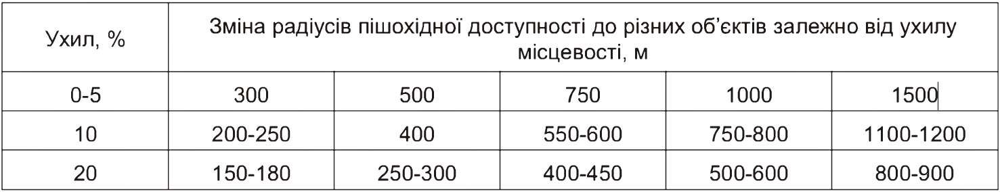 Ухил, %
Зміна радіусів пішохідної доступності до різних об’єктів залежно від ухилу
місцевості, м
0-5 300 500 750 1000 1500
10 200-250 400 550-600 750-800 1100-1200
20 150-180 250-300 400-450 500-600 800-900